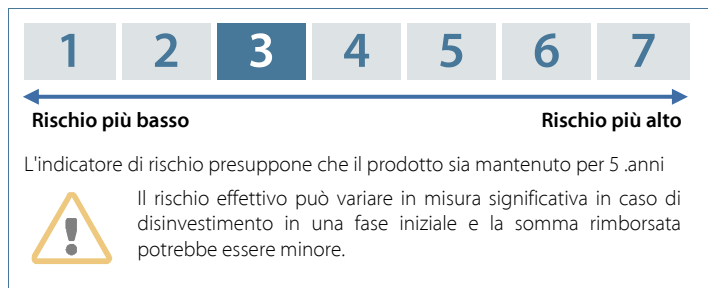 1 2 3 4 5 6 7
Rischio più basso Rischio più alto
L'indicatore di rischio presuppone che il prodotto sia mantenuto per 5 .anni
Il rischio effettivo può variare in misura significativa in caso di
disinvestimento in una fase iniziale e la somma rimborsata
potrebbe essere minore.